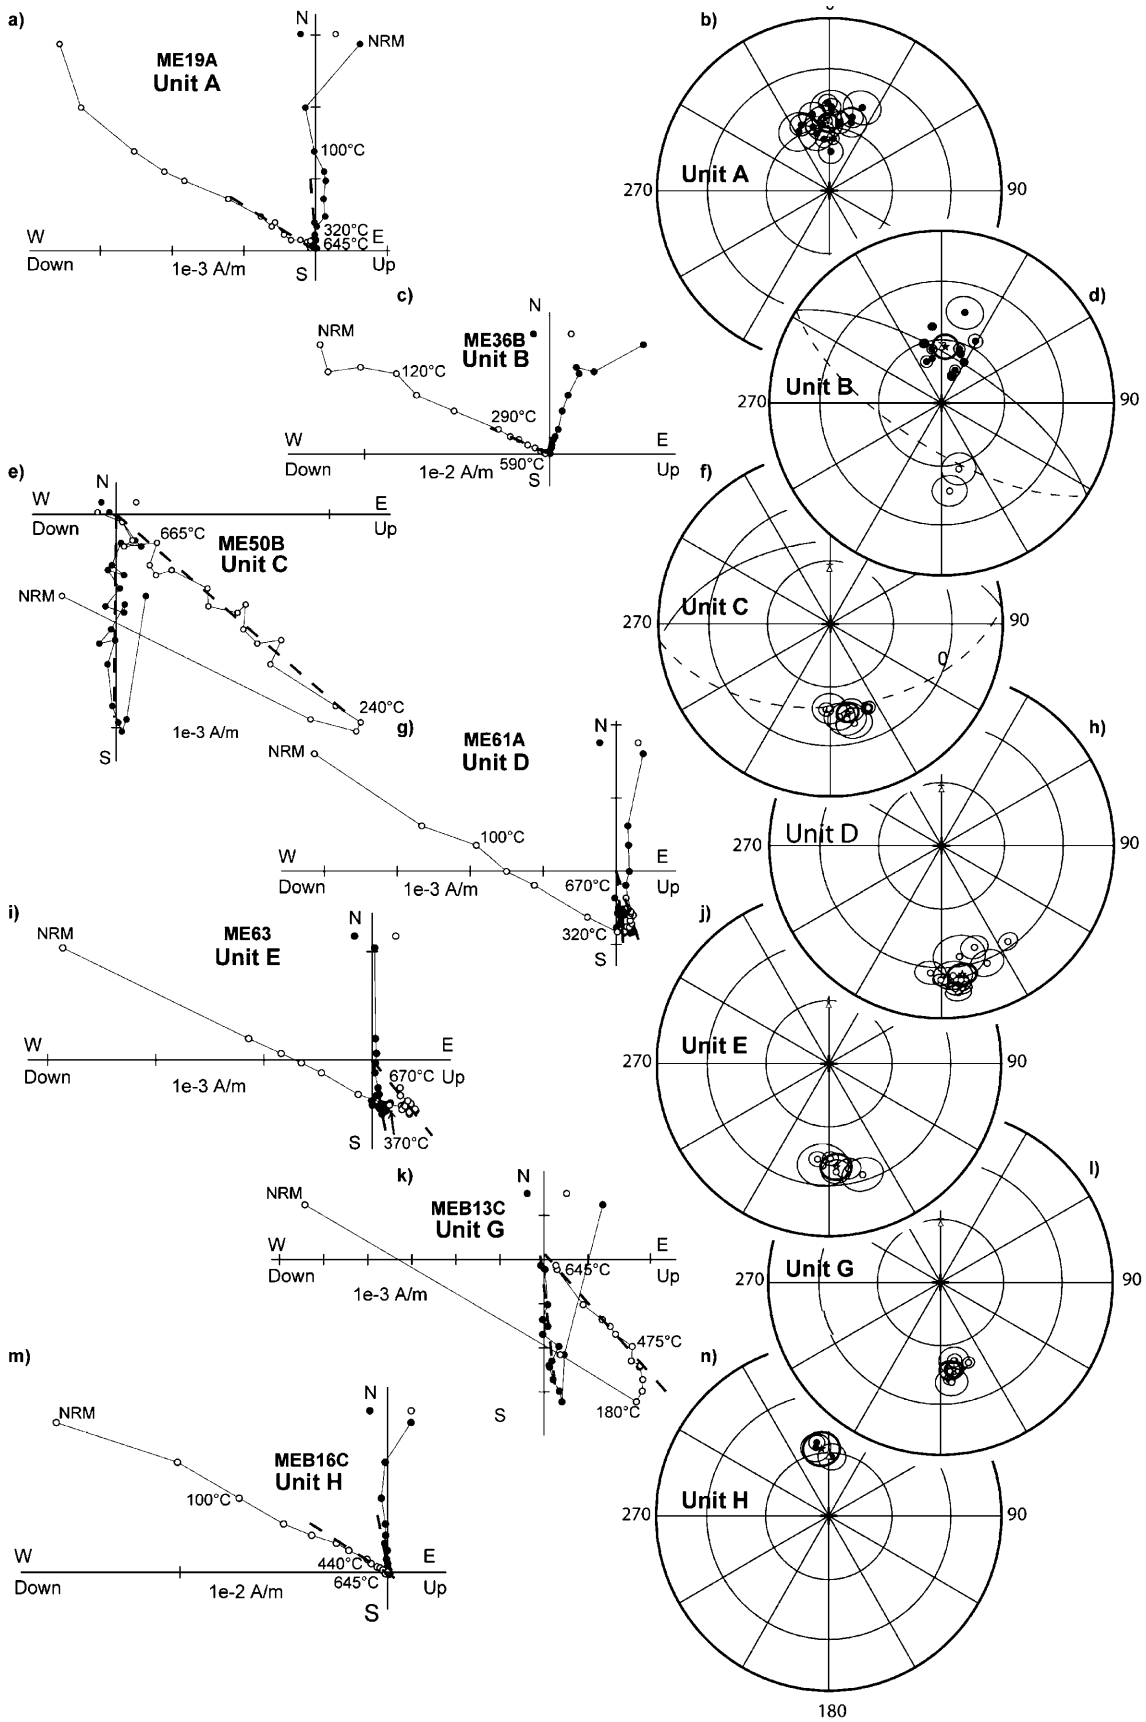 a)
N
NRM
ME19A
Unit A
100°C
320°C
645°C
W
E
Down
1e-3 A/m
Up
S
b)
0
Unit A
270
90
c)
N
NRM
ME36B
Unit B
120°C
290°C
W
E
590°C
Down
1e-2 A/m
Up
S
d)
Unit B
270
90
e)
N
W
E
Down
Up
665°C
ME50B
Unit C
NRM
240°C
1e-3 A/m
S
f)
Unit C
270
90
0
g)
N
ME61A
Unit D
NRM
100°C
W
E
Down
1e-3 A/m
670°C
Up
320°C
S
h)
Unit D
270
90
i)
N
NRM
ME63
Unit E
W
E
Down
1e-3 A/m
670°C
Up
S
370°C
j)
Unit E
270
90
k)
N
NRM
MEB13C
Unit G
W
E
Down
645°C
Up
1e-3 A/m
475°C
S
180°C
l)
Unit G
270
90
m)
N
NRM
MEB16C
Unit H
100°C
W
E
440°C
645°C
Down
1e-2 A/m
Up
S
n)
Unit H
270
90
180